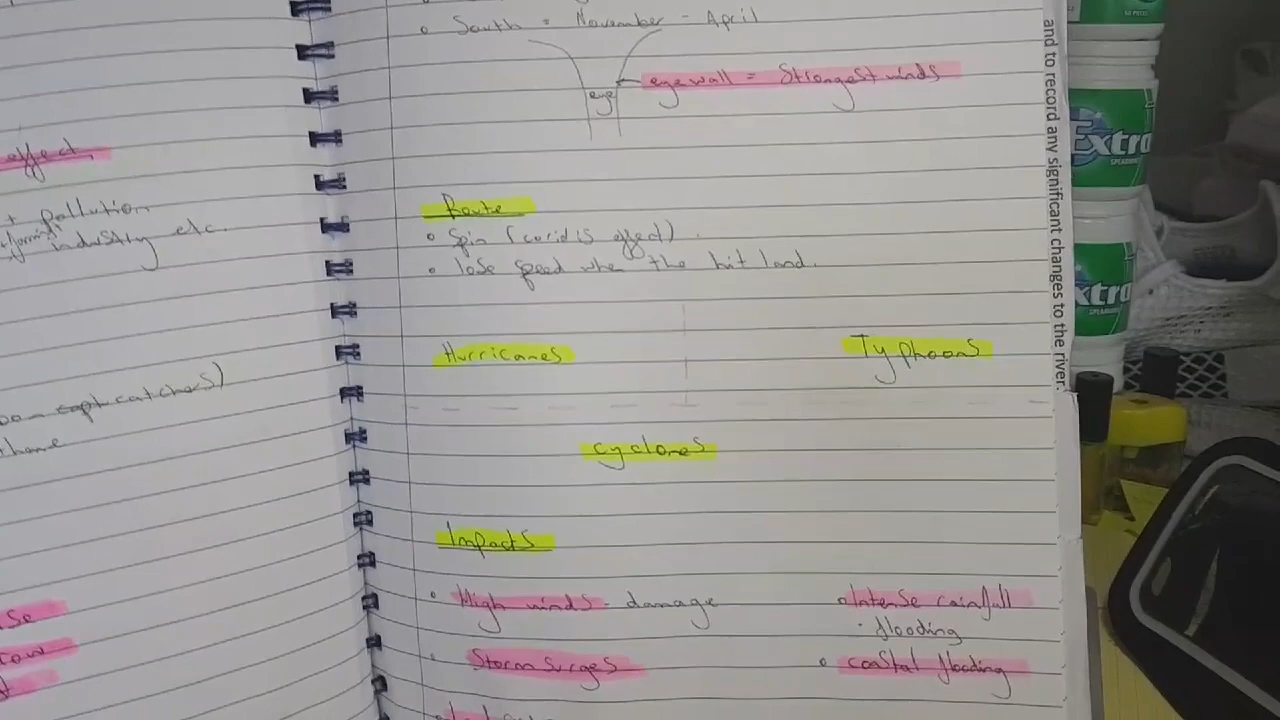 effect
+ pollution
industry etc.
catchers)
South = November - April
eye
eyewall = Strongest winds
Route
• Spin (coriolis effect)
• lose speed when the hit land.
Hurricanes
Typhoons
cyclones
Impacts
• High winds - damage
• Intense rainfall
· flooding
• Storm surges
• coastal flooding
and to record any significant changes to the river.
Extra
SPEARMINT